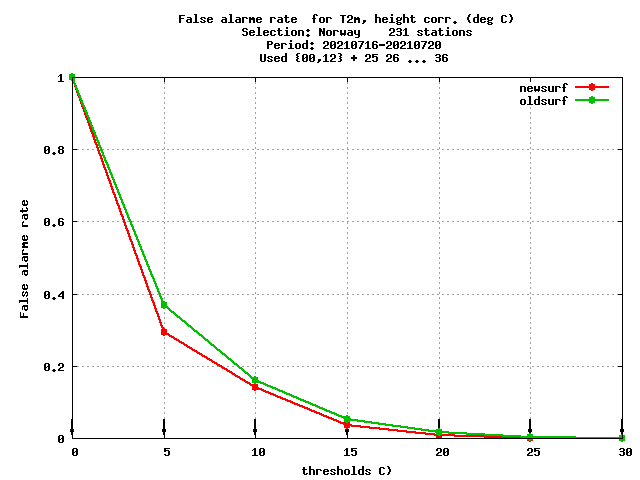 False alarme rate  for T2m, height corr. (deg C)
Selection: Norway    231 stations
Period: 20210716-20210720
Used {00,12} + 25 26 ... 36
newsurf
oldsurf
1
0.8
0.6
0.4
0.2
0
False alarme rate
0 5 10 15 20 25 30
thresholds C)